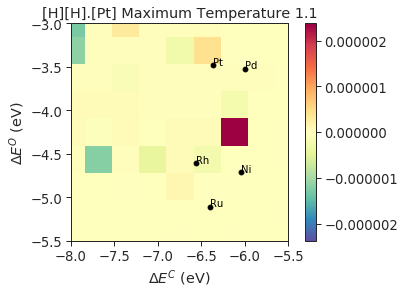 [H][H].[Pt] Maximum Temperature 1.1
−3.0
−3.5
−4.0
−4.5
−5.0
−5.5
−8.0 −7.5 −7.0 −6.5 −6.0 −5.5
ΔE^O (eV)
ΔE^C (eV)
Pt
Pd
Rh
Ni
Ru
0.000002
0.000001
0.000000
−0.000001
−0.000002